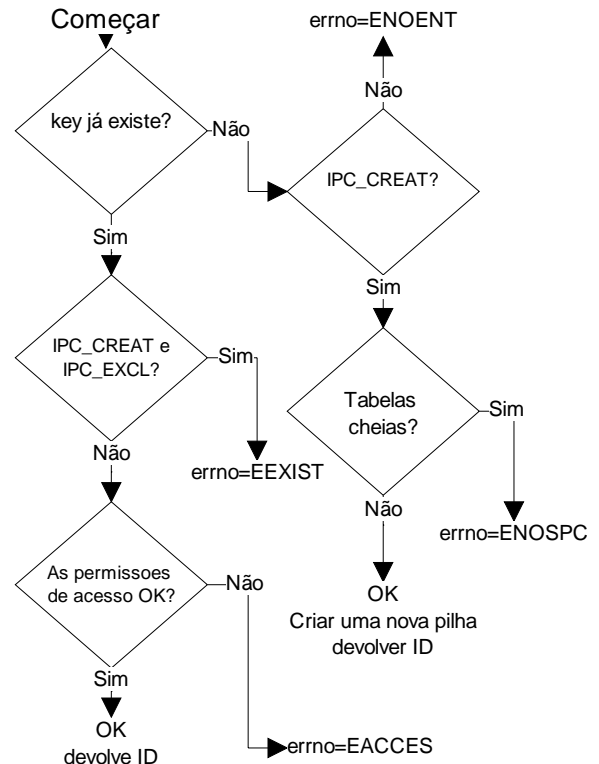 Começar
errno=ENOENT
Não
key já existe?
Não
IPC_CREAT?
Sim
Sim
IPC_CREAT e
IPC_EXCL?
Sim
Tabelas
cheias?
Sim
Não
errno=EEXIST
Não
errno=ENOSPC
As permissoes
de acesso OK?
Não
OK
Criar uma nova pilha
devolver ID
Sim
OK
devolve ID
errno=EACCES